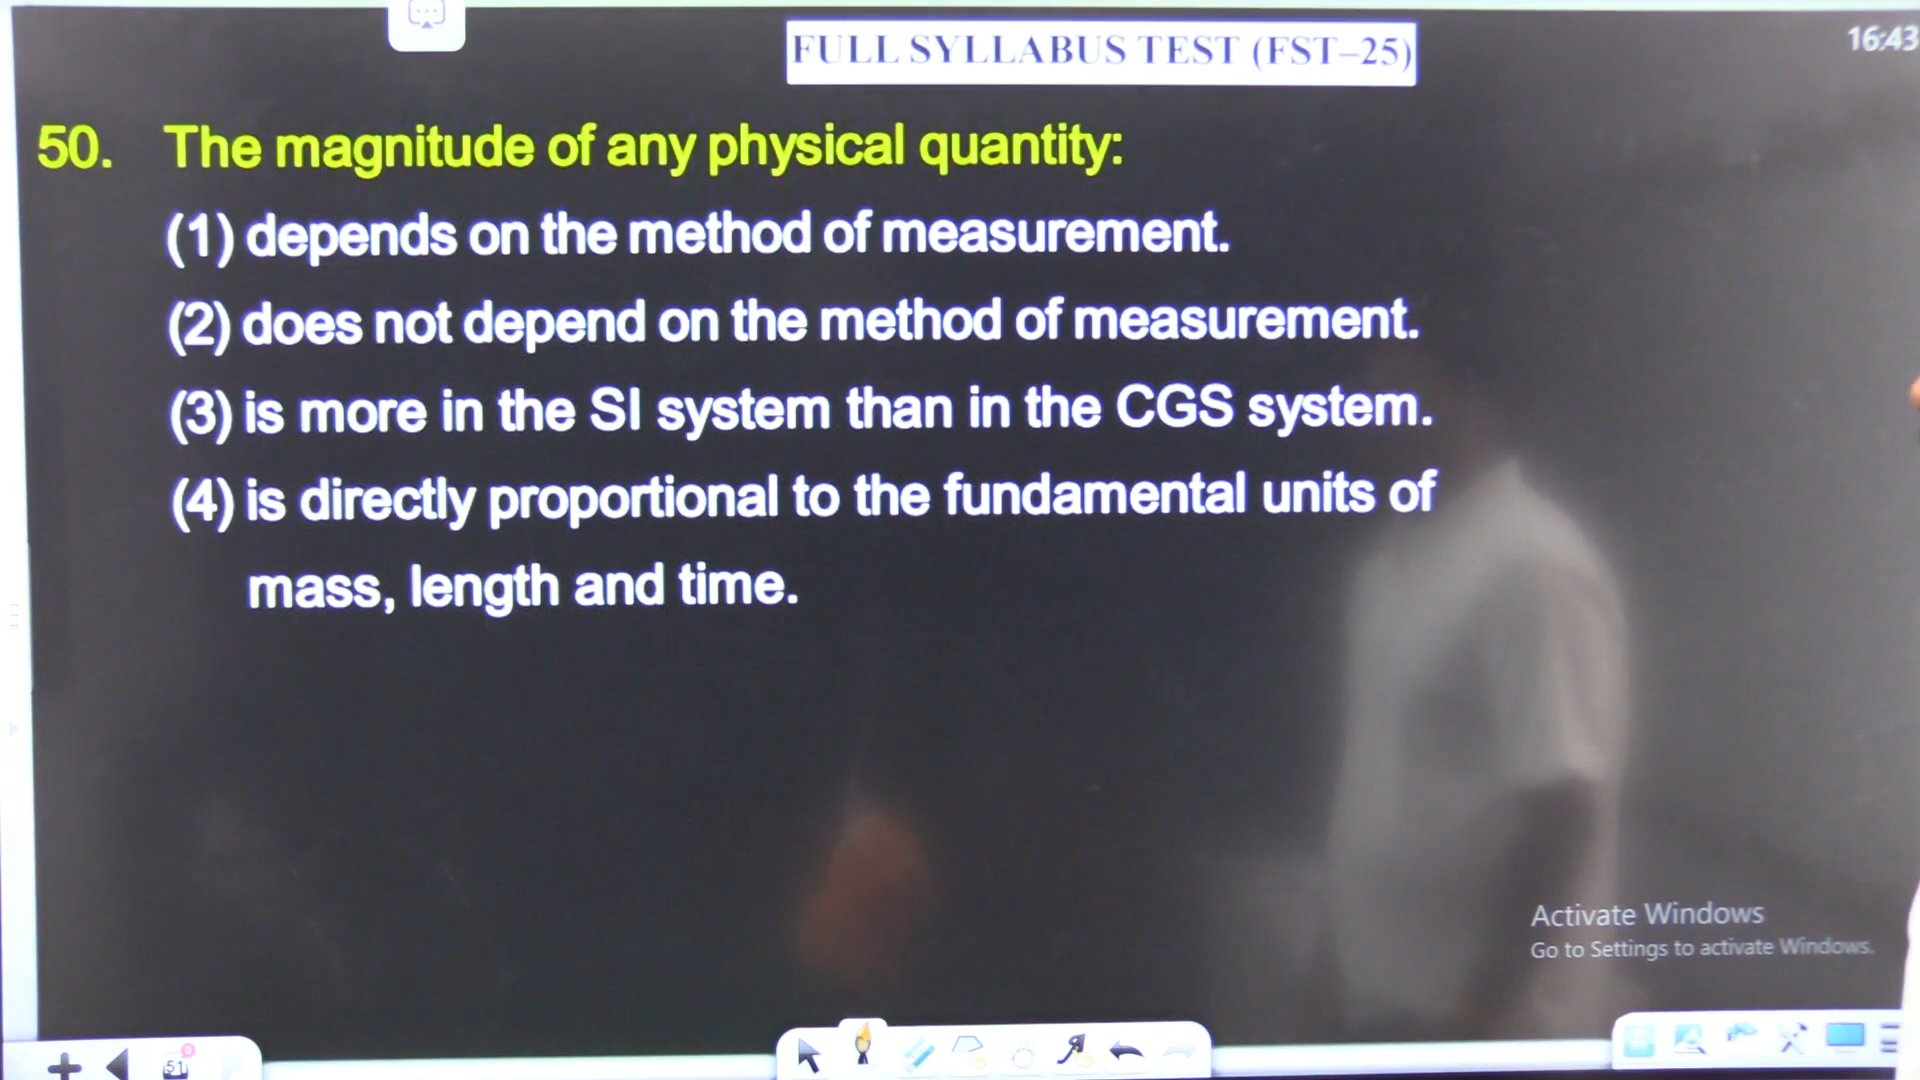 FULL SYLLABUS TEST (FST–25)
16:43
50. The magnitude of any physical quantity:
(1) depends on the method of measurement.
(2) does not depend on the method of measurement.
(3) is more in the SI system than in the CGS system.
(4) is directly proportional to the fundamental units of
mass, length and time.
Activate Windows
Go to Settings to activate Windows.
51